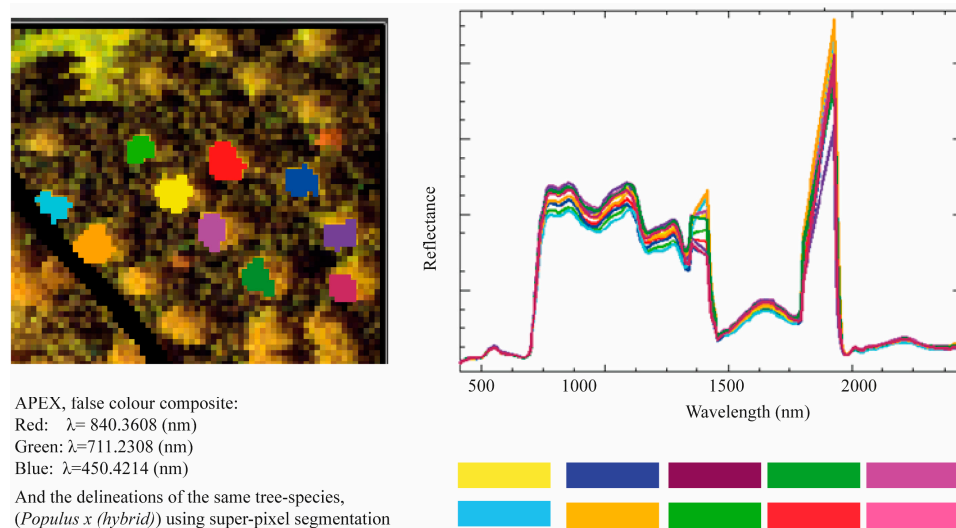 APEX, false colour composite:
Red: λ= 840.3608 (nm)
Green: λ=711.2308 (nm)
Blue: λ=450.4214 (nm)
And the delineations of the same tree-species,
(Populus x (hybrid)) using super-pixel segmentation
Reflectance
500 1000 1500 2000
Wavelength (nm)